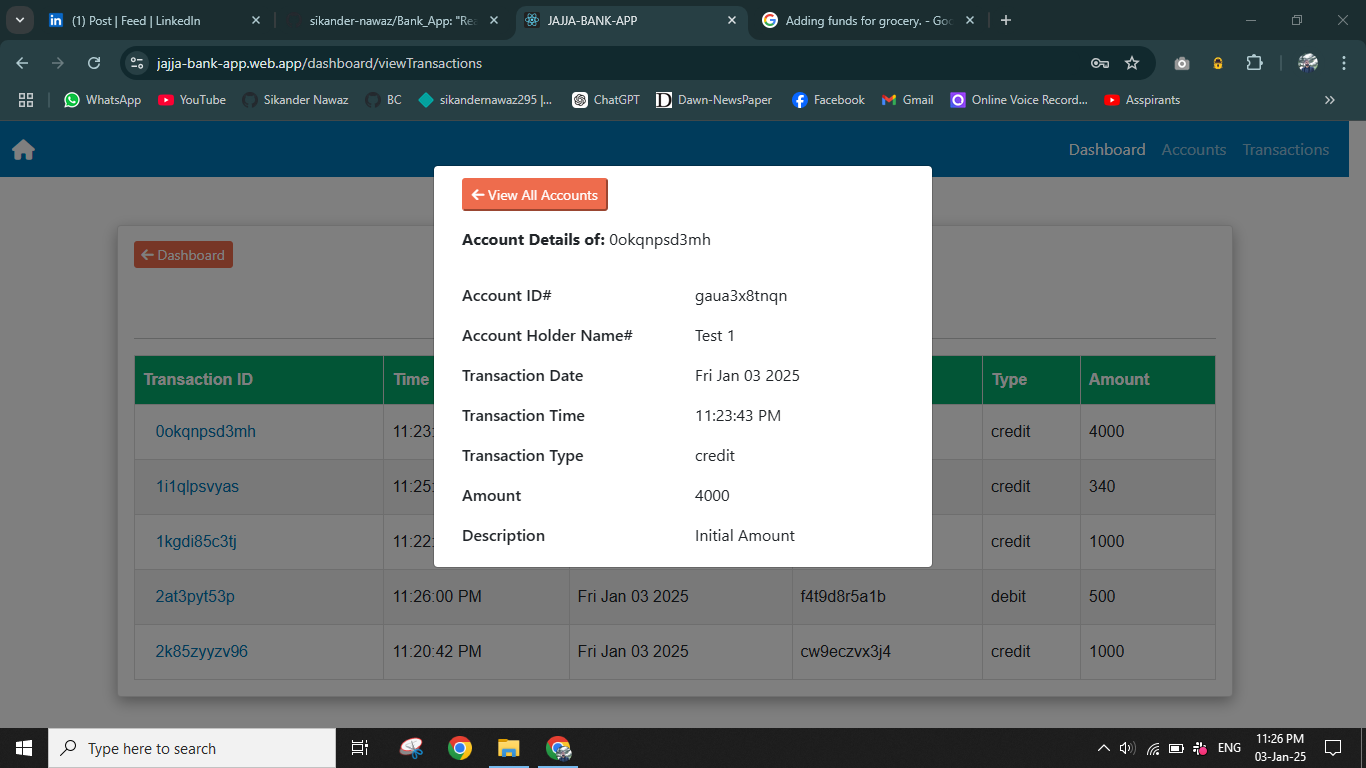 (1) Post | Feed | LinkedIn
sikander-nawaz/Bank_App: "Rea
JAJJA-BANK-APP
Adding funds for grocery. - Goo
jajja-bank-app.web.app/dashboard/viewTransactions
WhatsApp
YouTube
Sikander Nawaz
BC
sikandernawaz295 |...
ChatGPT
Dawn-NewsPaper
Facebook
Gmail
Online Voice Record...
Asspirants
Dashboard
Accounts
Transactions
View All Accounts
Account Details of: 0okqnpsd3mh
Account ID# gaua3x8tnqn
Account Holder Name# Test 1
Transaction Date Fri Jan 03 2025
Transaction Time 11:23:43 PM
Transaction Type credit
Amount 4000
Description Initial Amount
Dashboard
Transaction ID Time Type Amount
0okqnpsd3mh 11:23: credit 4000
1i1qlpsvyas 11:25: credit 340
1kgdi85c3tj 11:22: credit 1000
2at3pyt53p 11:26:00 PM Fri Jan 03 2025 f4t9d8r5a1b debit 500
2k85zyyzv96 11:20:42 PM Fri Jan 03 2025 cw9eczvx3j4 credit 1000
Type here to search
ENG
11:26 PM
03-Jan-25